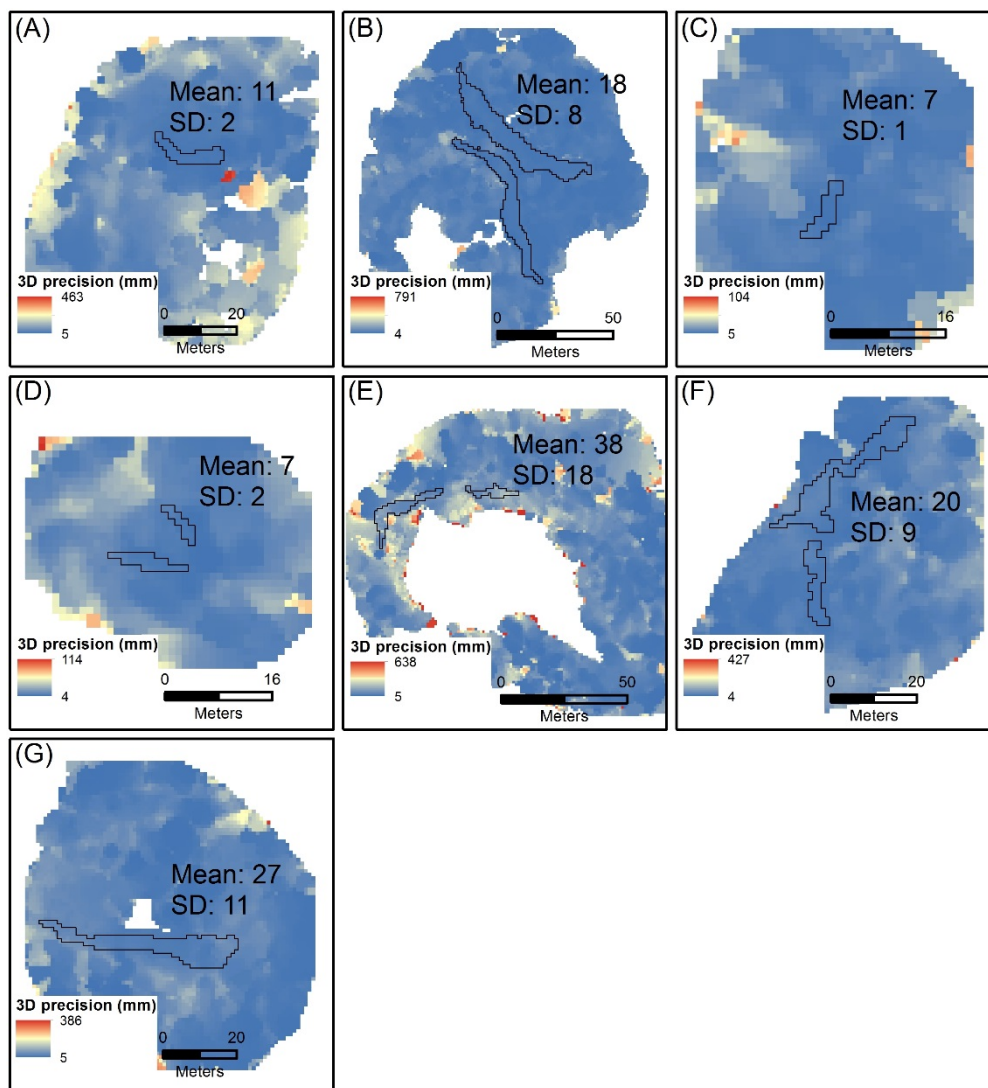 (A)
Mean: 11
SD: 2
3D precision (mm)
463
5
0 20
Meters
(B)
Mean: 18
SD: 8
3D precision (mm)
791
4
0 50
Meters
(C)
Mean: 7
SD: 1
3D precision (mm)
104
5
0 16
Meters
(D)
Mean: 7
SD: 2
3D precision (mm)
114
4
0 16
Meters
(E)
Mean: 38
SD: 18
3D precision (mm)
638
5
0 50
Meters
(F)
Mean: 20
SD: 9
3D precision (mm)
427
4
0 20
Meters
(G)
Mean: 27
SD: 11
3D precision (mm)
386
5
0 20
Meters